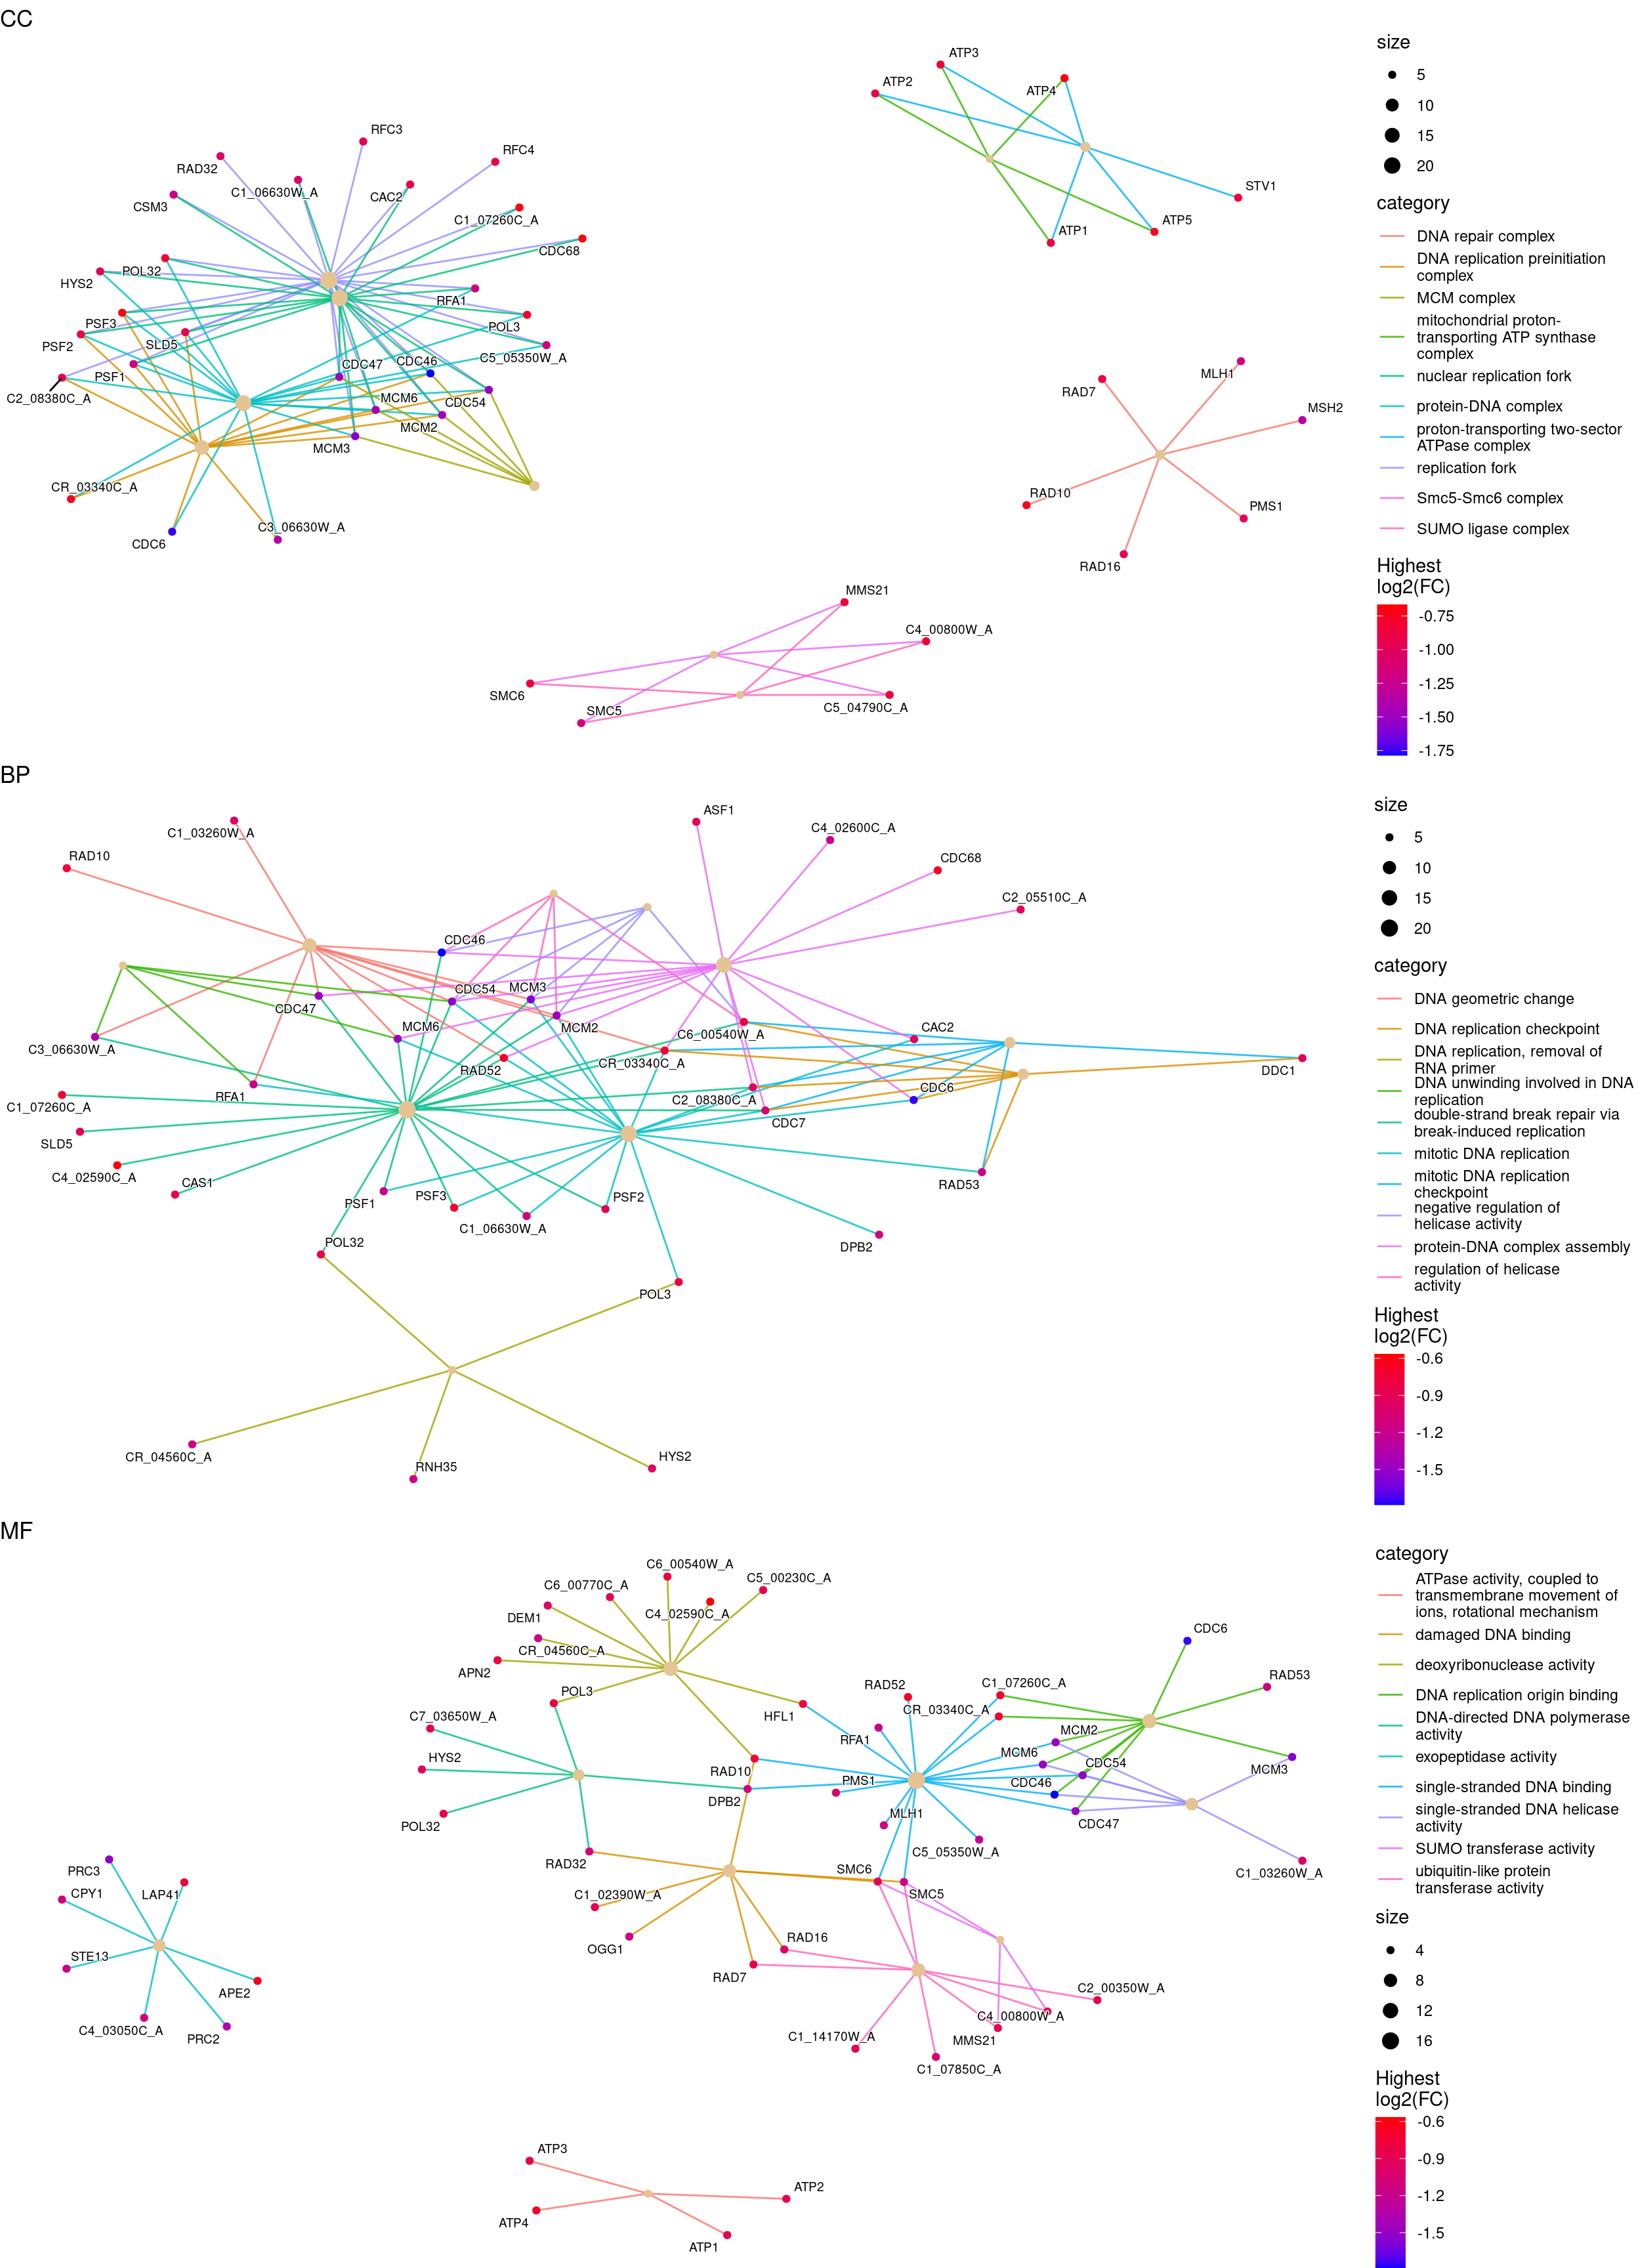 CC
ATP3
ATP2
ATP4
RFC3
RFC4
RAD32
C1_06630W_A
CAC2
CSM3
C1_07260C_A
STV1
ATP1
ATP5
CDC68
POL32
HYS2
RFA1
PSF3
POL3
PSF2
SLD5
C5_05350W_A
CDC47
CDC46
PSF1
C2_08380C_A
MCM6
CDC54
MCM2
MCM3
MLH1
RAD7
MSH2
RAD10
PMS1
RAD16
CR_03340C_A
C3_06630W_A
CDC6
MMS21
C4_00800W_A
SMC6
SMC5
C5_04790C_A
size
5
10
15
20
category
DNA repair complex
DNA replication preinitiation
complex
MCM complex
mitochondrial proton-
transporting ATP synthase
complex
nuclear replication fork
protein-DNA complex
proton-transporting two-sector
ATPase complex
replication fork
Smc5-Smc6 complex
SUMO ligase complex
Highest
log2(FC)
-0.75
-1.00
-1.25
-1.50
-1.75
BP
ASF1
C1_03260W_A
C4_02600C_A
RAD10
CDC68
C2_05510C_A
CDC46
CDC54
MCM3
CDC47
MCM6
MCM2
C6_00540W_A
CAC2
C3_06630W_A
CR_03340C_A
RAD52
DDC1
RFA1
C1_07260C_A
C2_08380C_A
CDC6
CDC7
SLD5
C4_02590C_A
CAS1
PSF1
PSF3
PSF2
C1_06630W_A
RAD53
DPB2
POL32
POL3
CR_04560C_A
RNH35
HYS2
size
5
10
15
20
category
DNA geometric change
DNA replication checkpoint
DNA replication, removal of
RNA primer
DNA unwinding involved in DNA
replication
double-strand break repair via
break-induced replication
mitotic DNA replication
mitotic DNA replication
checkpoint
negative regulation of
helicase activity
protein-DNA complex assembly
regulation of helicase
activity
Highest
log2(FC)
-0.6
-0.9
-1.2
-1.5
MF
C6_00540W_A
C6_00770C_A
C5_00230C_A
DEM1
C4_02590C_A
CR_04560C_A
APN2
POL3
HFL1
C7_03650W_A
HYS2
RAD10
DPB2
POL32
RAD32
RAD52
C1_07260C_A
CR_03340C_A
RFA1
MCM2
MCM6
CDC54
PMS1
CDC46
CDC47
MLH1
C5_05350W_A
CDC6
RAD53
MCM3
C1_03260W_A
SMC6
SMC5
C1_02390W_A
OGG1
RAD16
RAD7
PRC3
CPY1
LAP41
STE13
APE2
C4_03050C_A
PRC2
C2_00350W_A
C4_00800W_A
MMS21
C1_14170W_A
C1_07850C_A
ATP3
ATP2
ATP4
ATP1
category
ATPase activity, coupled to
transmembrane movement of
ions, rotational mechanism
damaged DNA binding
deoxyribonuclease activity
DNA replication origin binding
DNA-directed DNA polymerase
activity
exopeptidase activity
single-stranded DNA binding
single-stranded DNA helicase
activity
SUMO transferase activity
ubiquitin-like protein
transferase activity
size
4
8
12
16
Highest
log2(FC)
-0.6
-0.9
-1.2
-1.5